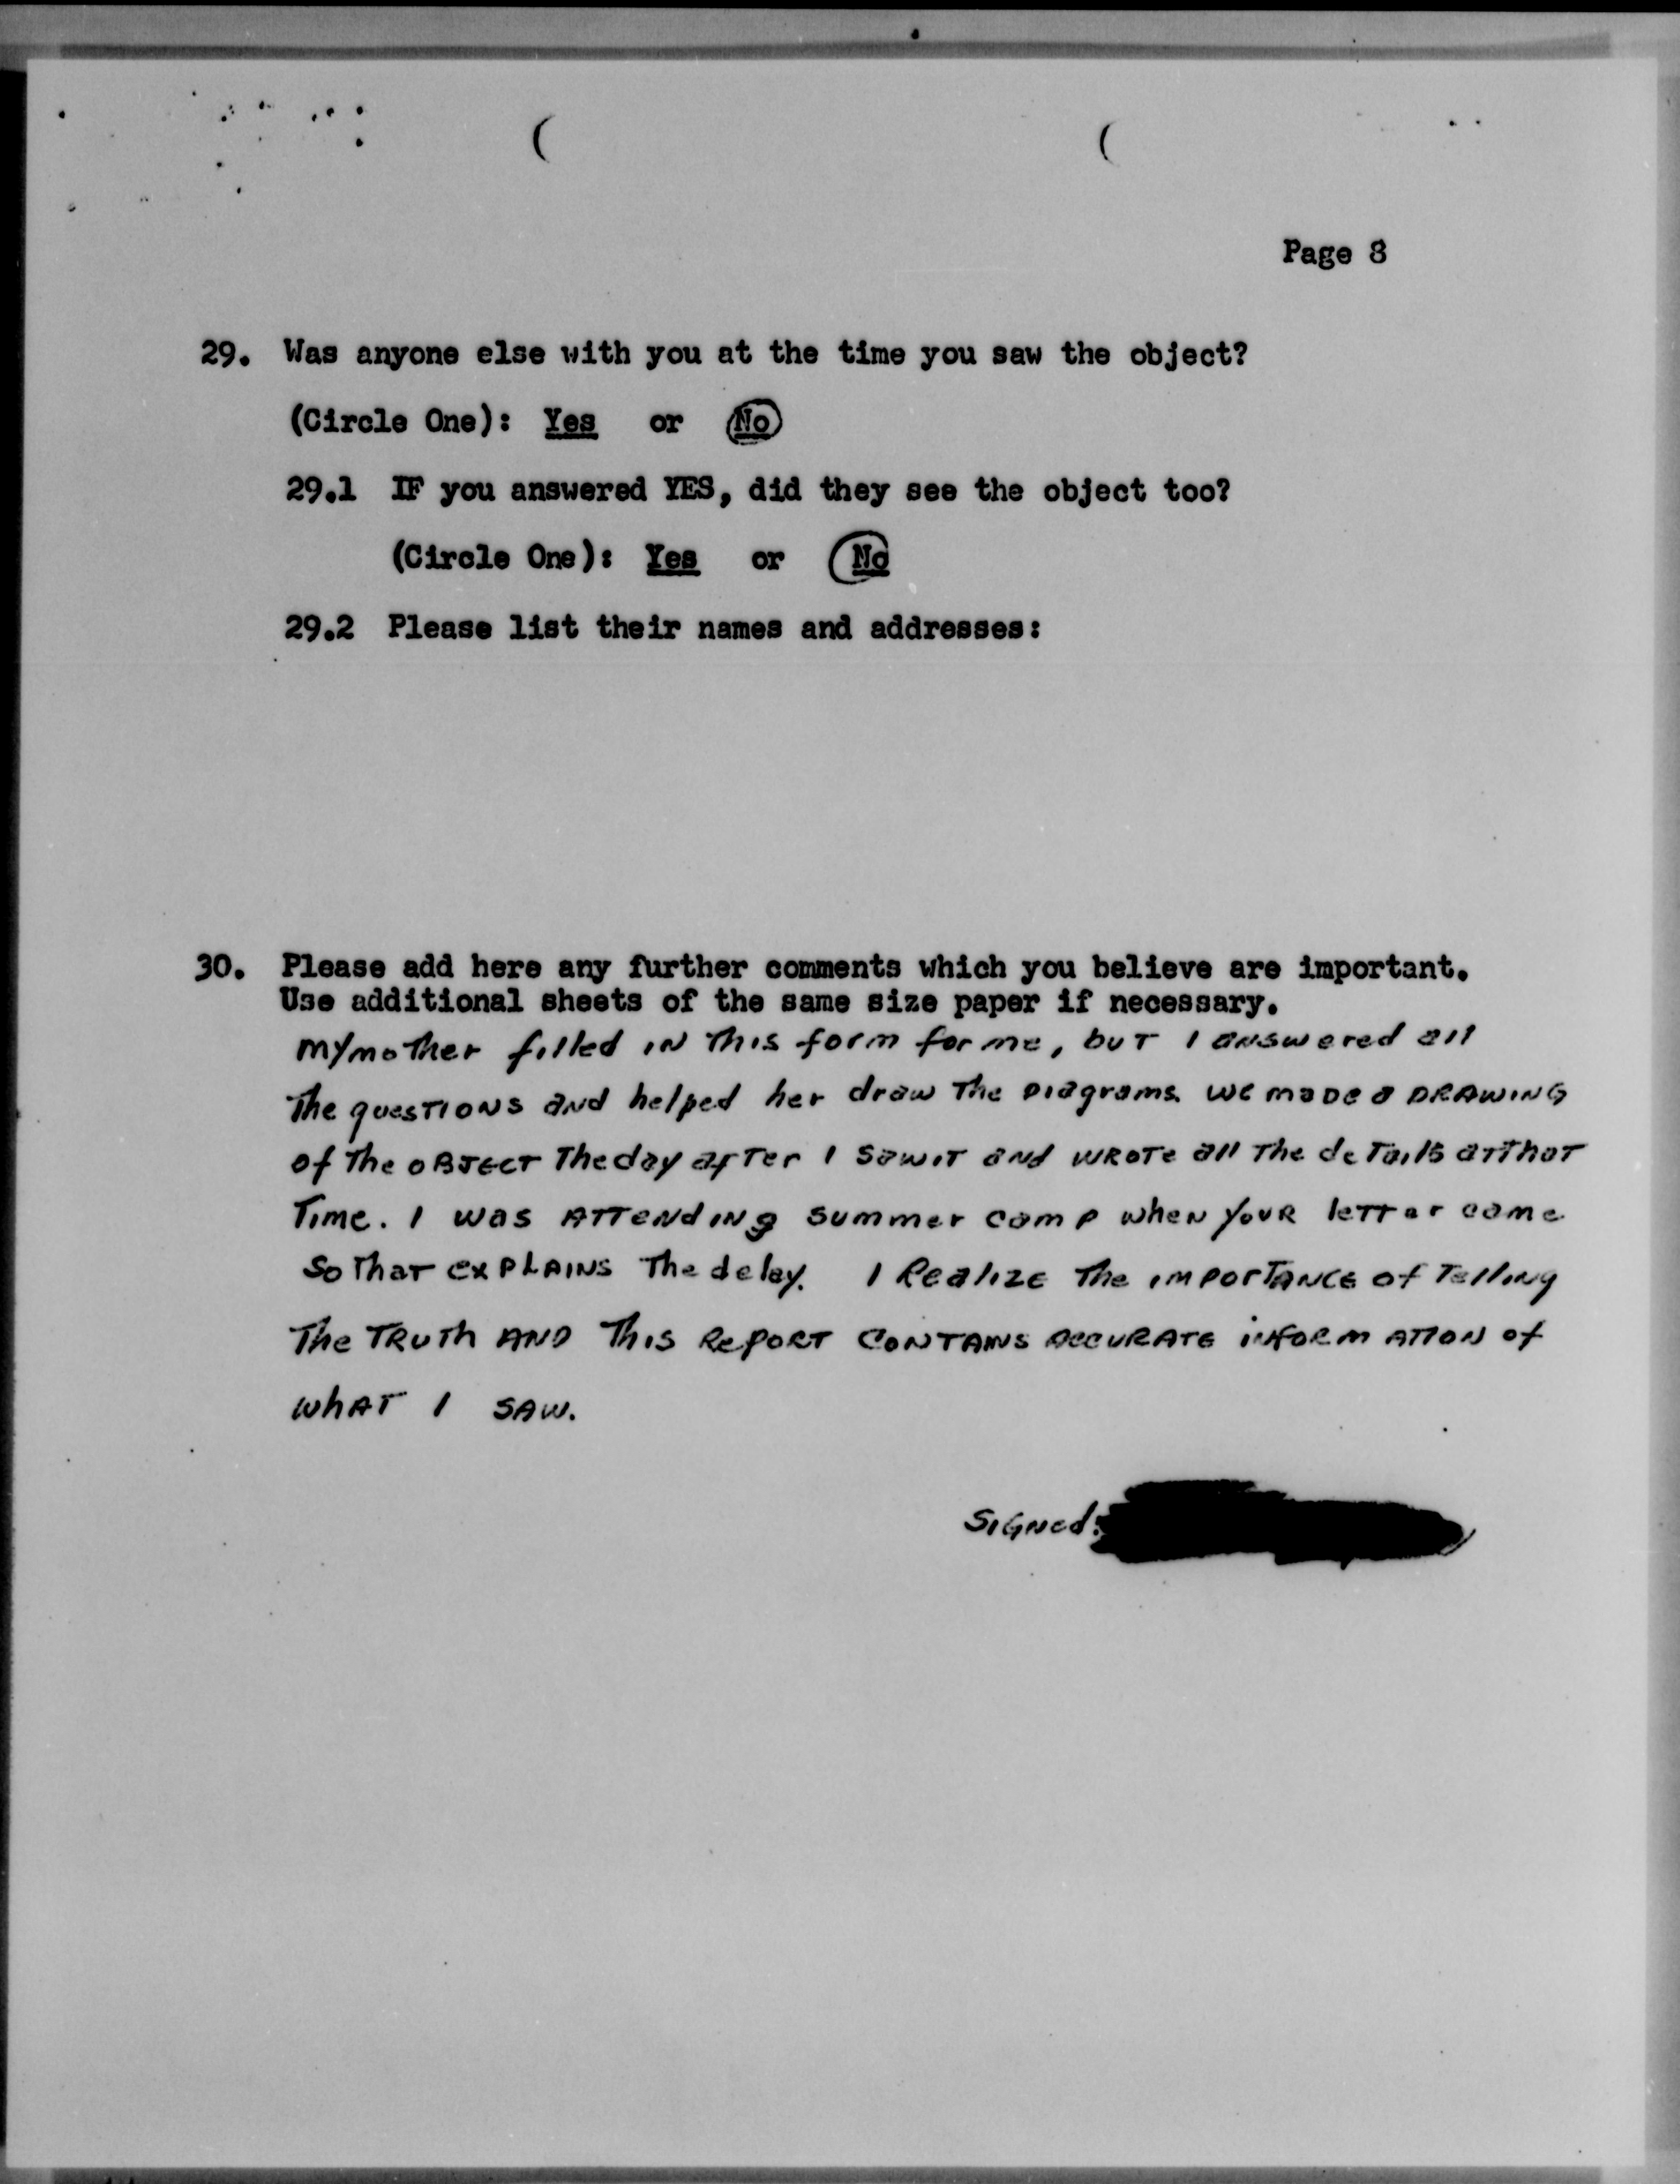 Page 8
29. Was anyone else with you at the time you saw the object?
(Circle One): Yes or No
29.1 IF you answered YES, did they see the object too?
(Circle One): Yes or No
29.2 Please list their names and addresses:
30. Please add here any further comments which you believe are important.
Use additional sheets of the same size paper if necessary.
my mother filled in this form for me, but I answered all
the questions and helped her draw the diagrams. we made a drawing
of the object the day after I saw it and wrote all the details at that
time. I was attending summer camp when your letter came
so that explains the delay. I realize the importance of telling
the truth and this report contains accurate information of
what I saw.
signed: